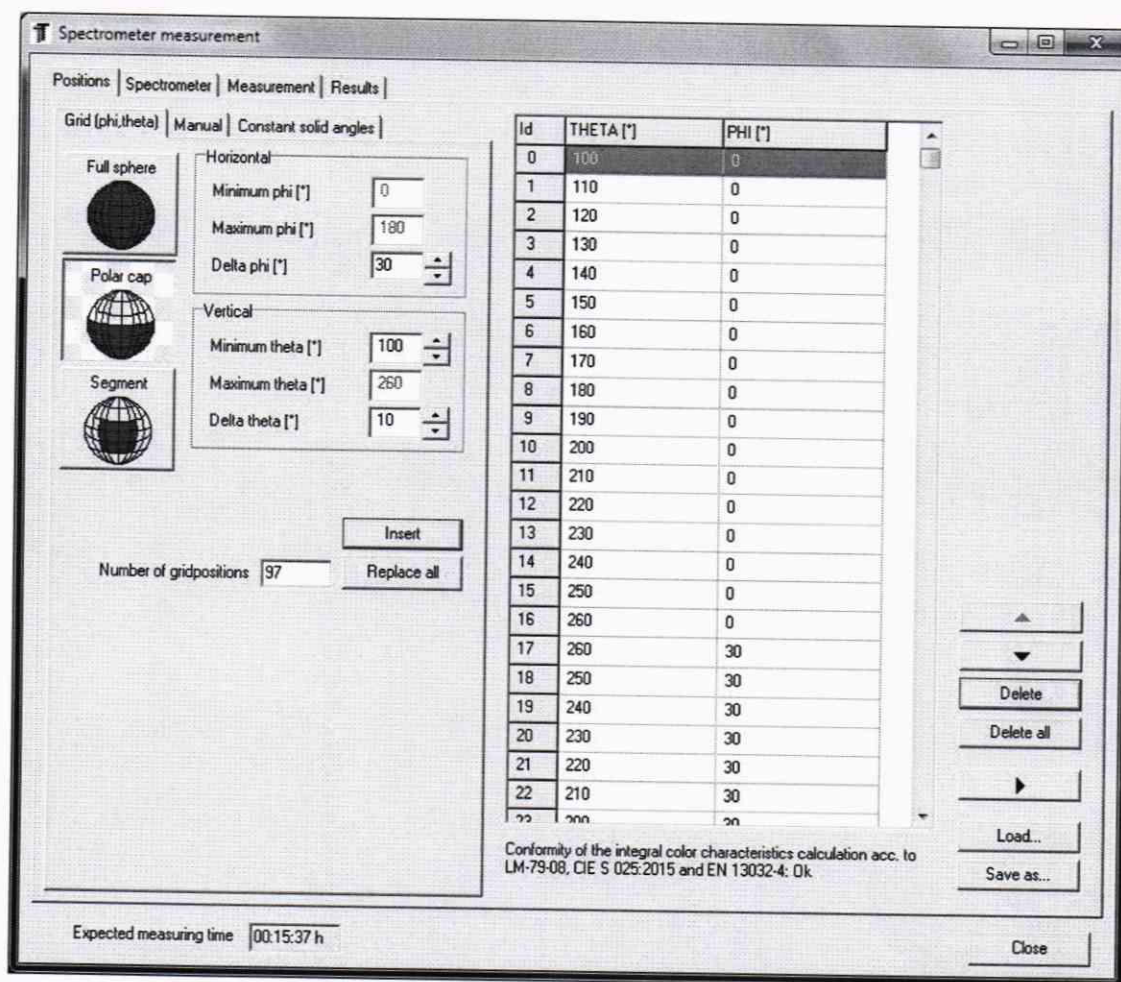 Spectrometer measurement
Positions Spectrometer Measurement Results
Grid (phi,theta) Manual Constant solid angles
Full sphere
Polar cap
Segment
Horizontal
Minimum phi [°] 0
Maximum phi [°] 180
Delta phi [°] 30
Vertical
Minimum theta [°] 100
Maximum theta [°] 260
Delta theta [°] 10
Insert
Number of gridpositions 97 Replace all
Id THETA [°] PHI [°]
0 100 0
1 110 0
2 120 0
3 130 0
4 140 0
5 150 0
6 160 0
7 170 0
8 180 0
9 190 0
10 200 0
11 210 0
12 220 0
13 230 0
14 240 0
15 250 0
16 260 0
17 260 30
18 250 30
19 240 30
20 230 30
21 220 30
22 210 30
23 200 30
Conformity of the integral color characteristics calculation acc. to
LM-79-08, CIE S 025:2015 and EN 13032-4: Ok
Delete
Delete all
Load...
Save as...
Expected measuring time 00:15:37 h
Close